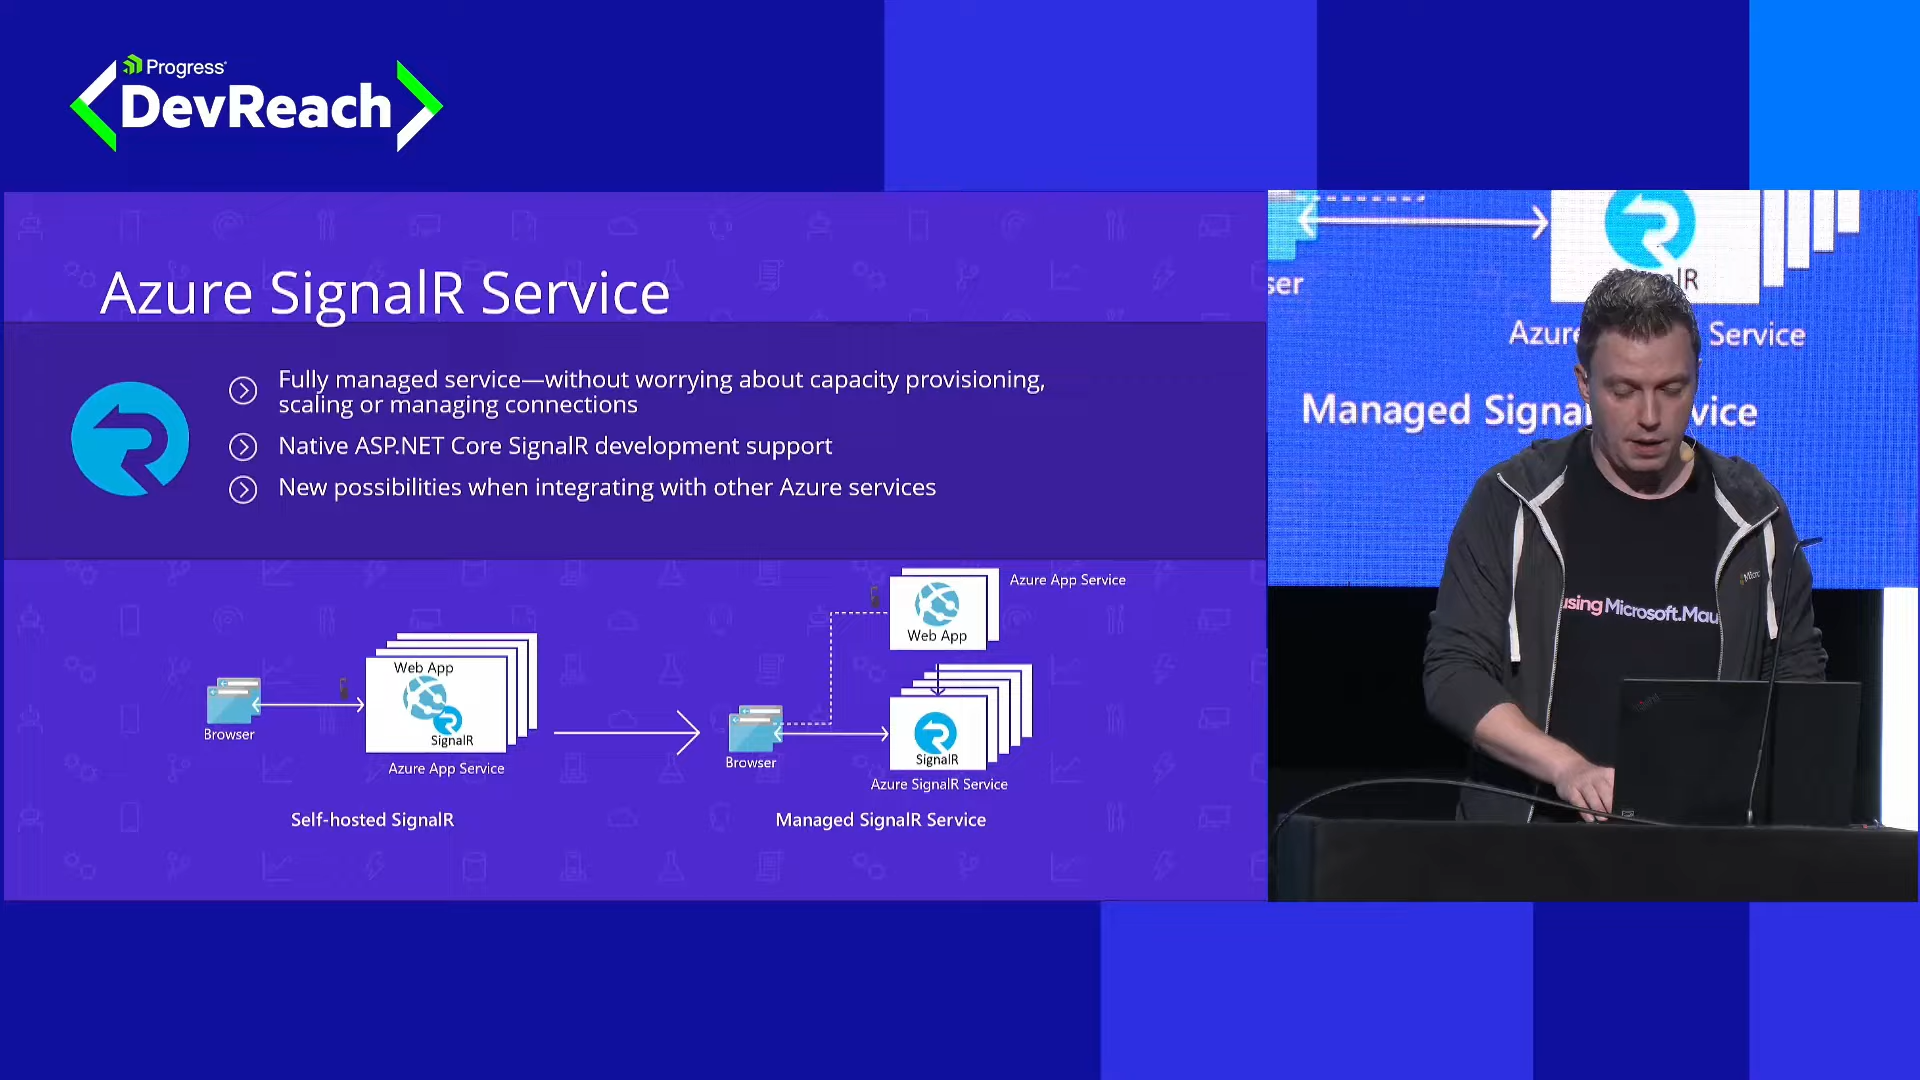 Progress
DevReach
Azure SignalR Service
Fully managed service—without worrying about capacity provisioning,
scaling or managing connections
Native ASP.NET Core SignalR development support
New possibilities when integrating with other Azure services
Web App
SignalR
Browser
Azure App Service
Self-hosted SignalR
Web App
Azure App Service
Browser
SignalR
Azure SignalR Service
Managed SignalR Service
ser
Service
Managed Signa vice
using Microsoft.Mau